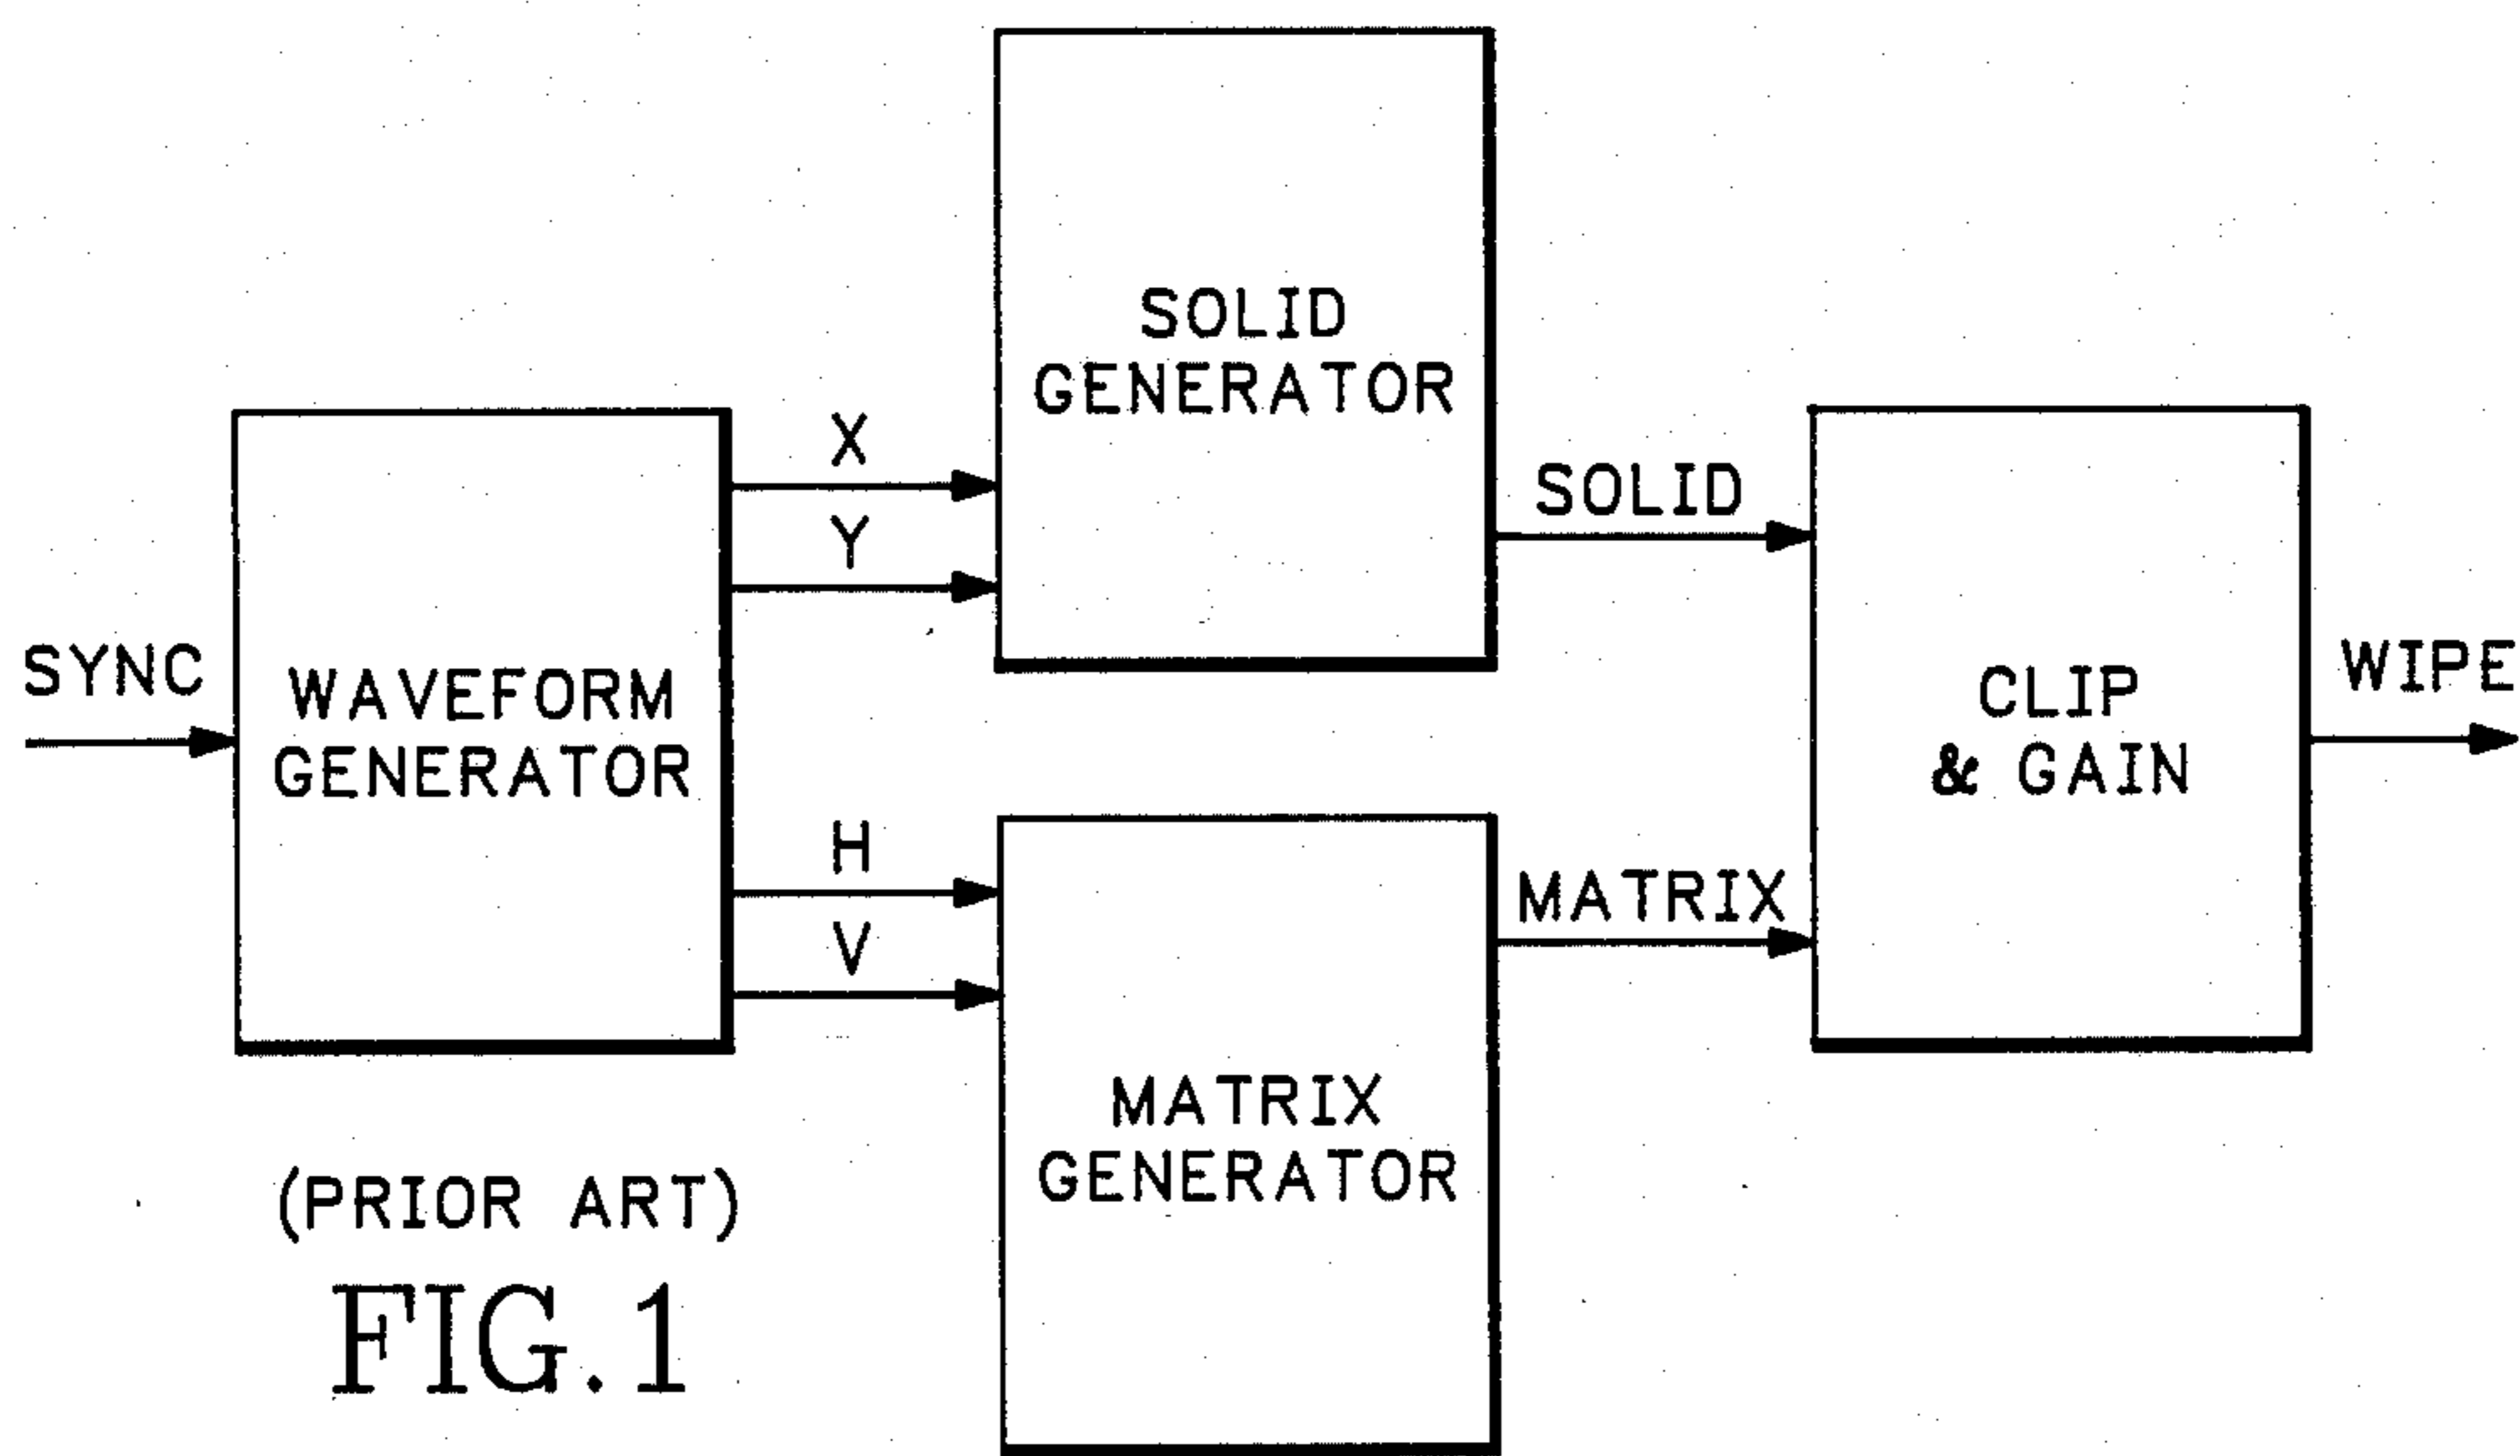 SOLID
GENERATOR
X
Y
SOLID
SYNC
WAVEFORM
GENERATOR
CLIP
& GAIN
WIPE
H
V
MATRIX
MATRIX
GENERATOR
(PRIOR ART)
FIG.1